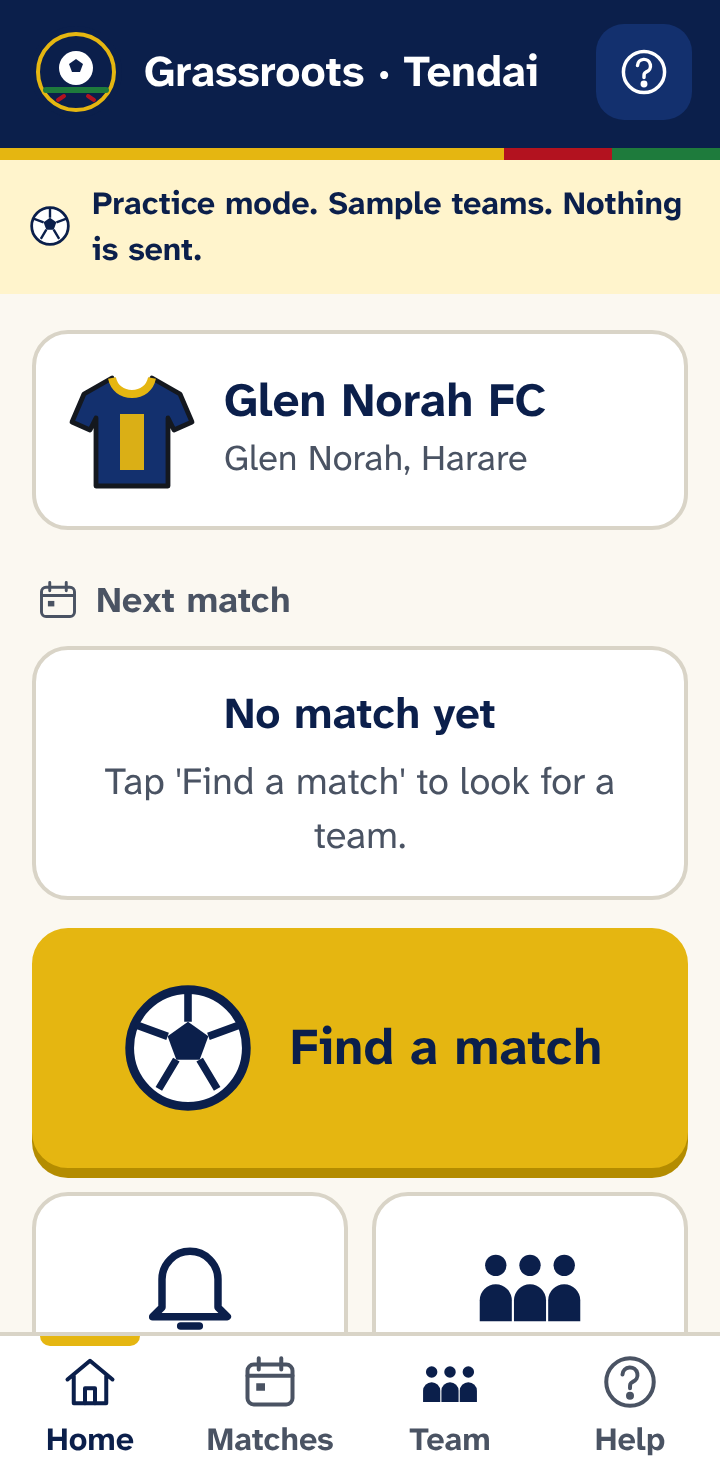 Grassroots · Tendai
Practice mode. Sample teams. Nothing
is sent.
Glen Norah FC
Glen Norah, Harare
Next match
No match yet
Tap 'Find a match' to look for a
team.
Find a match
Home
Matches
Team
Help